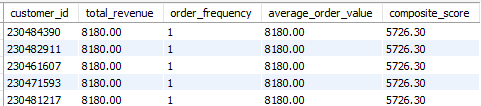 customer_id total_revenue order_frequency average_order_value composite_score
230484390 8180.00 1 8180.00 5726.30
230482911 8180.00 1 8180.00 5726.30
230461607 8180.00 1 8180.00 5726.30
230471593 8180.00 1 8180.00 5726.30
230481217 8180.00 1 8180.00 5726.30